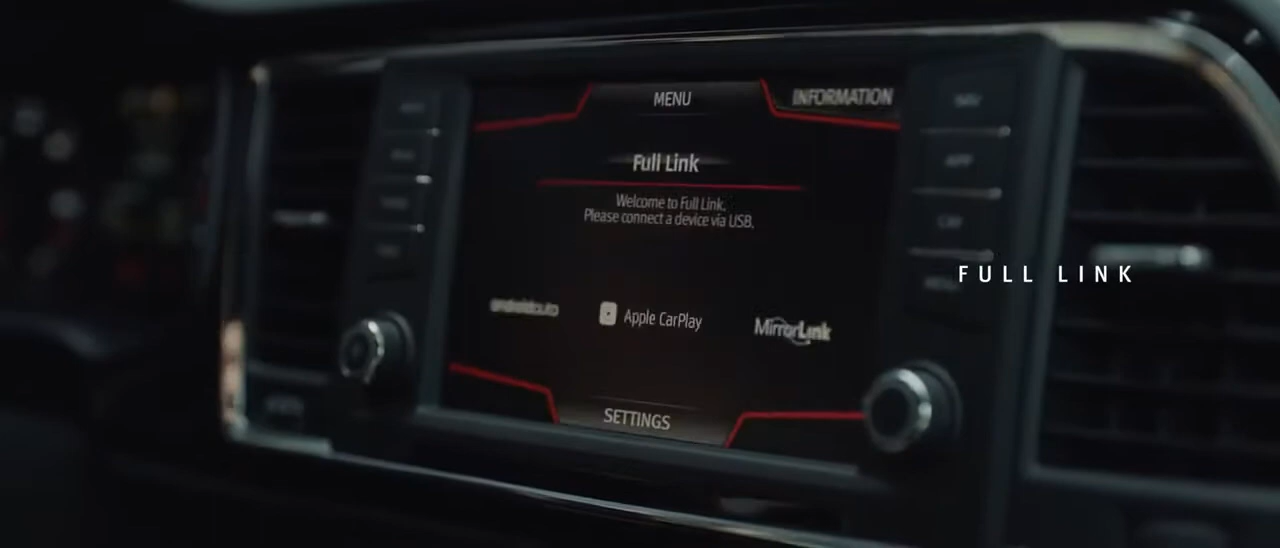 MENU
INFORMATION
Full Link
Welcome to Full Link.
Please connect a device via USB.
FULL LINK
androidauto
Apple CarPlay
MirrorLink
SETTINGS